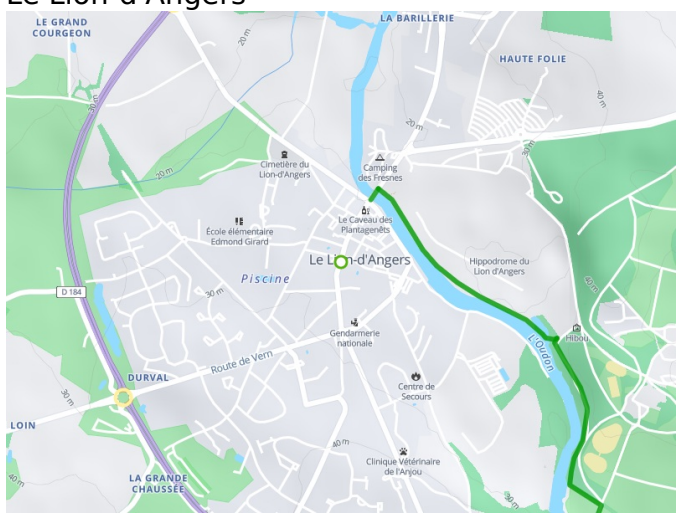 Le Lion-d'Angers
LE GRAND
COURGEON
LA BARILLERIE
HAUTE FOLIE
20 m
30 m
40 m
20 m
30 m
20 m
Cimetière du
Lion-d'Angers
Camping
des Fresnes
École élémentaire
Edmond Girard
Le Caveau des
Plantagenêts
Le Lion-d'Angers
Hippodrome du
Lion d'Angers
Piscine
40 m
D 184
30 m
Gendarmerie
nationale
Hibou
L'Oudon
Route de Vern
DURVAL
Centre de
Secours
30 m
LOIN
40 m
Clinique Vétérinaire
de l'Anjou
LA GRANDE
CHAUSSÉE
40 m
30 m